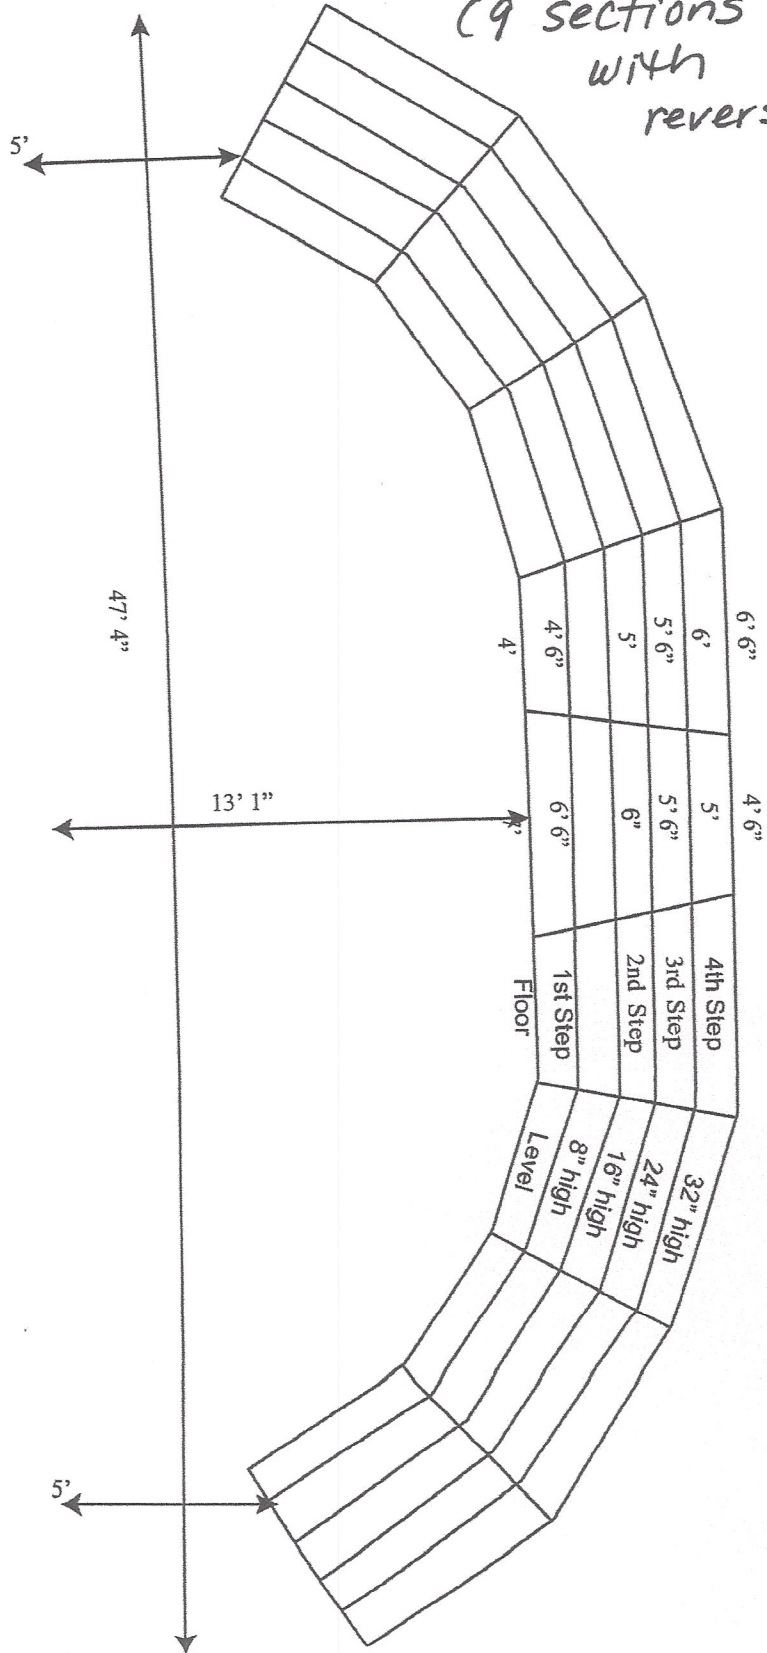 (9 sections
with
5'
47' 4"
13' 1"
5'
6' 6"
6'
5' 6"
5'
4' 6"
4'
4' 6"
5'
5' 6"
6"
6' 6"
4th Step
3rd Step
2nd Step
1st Step
Floor
32" high
24" high
16" high
8" high
Level